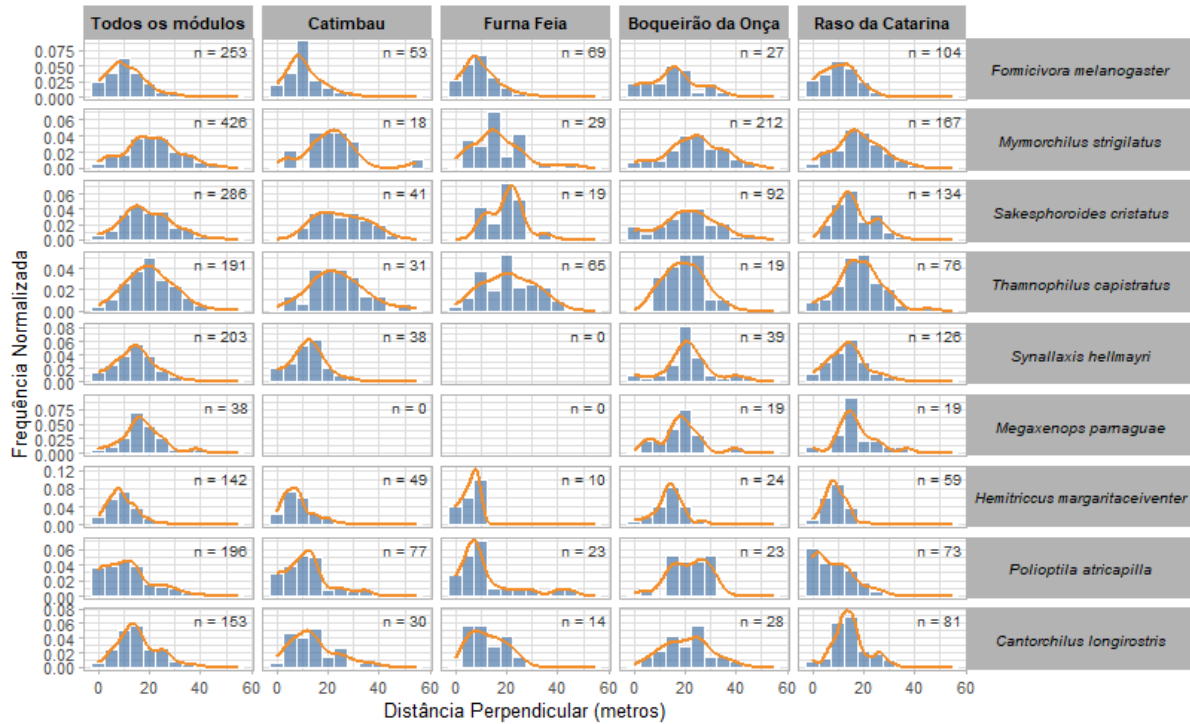 Todos os módulos Catimbau Furna Feia Boqueirão da Onça Raso da Catarina
0.075 0.050 0.025 0.000 n = 253 n = 53 n = 69 n = 27 n = 104 Formicivora melanogaster
0.06 0.04 0.02 0.00 n = 426 n = 18 n = 29 n = 212 n = 167 Myrmorchilus strigilatus
0.06 0.04 0.02 0.00 n = 286 n = 41 n = 19 n = 92 n = 134 Sakesphoroides cristatus
0.04 0.02 0.00 n = 191 n = 31 n = 65 n = 19 n = 76 Thamnophilus capistratus
0.08 0.06 0.04 0.02 0.00 n = 203 n = 38 n = 0 n = 39 n = 126 Synallaxis hellmayri
0.075 0.050 0.025 0.000 n = 38 n = 0 n = 0 n = 19 n = 19 Megaxenops parnaguae
0.12 0.08 0.04 0.00 n = 142 n = 49 n = 10 n = 24 n = 59 Hemitriccus margaritaceiventer
0.06 0.04 0.02 0.00 n = 196 n = 77 n = 23 n = 23 n = 73 Polioptila atricapilla
0.08 0.06 0.04 0.02 0.00 n = 153 n = 30 n = 14 n = 28 n = 81 Cantorchilus longirostris
0 20 40 60 0 20 40 60 0 20 40 60 0 20 40 60 0 20 40 60
Distância Perpendicular (metros)
Frequência Normalizada